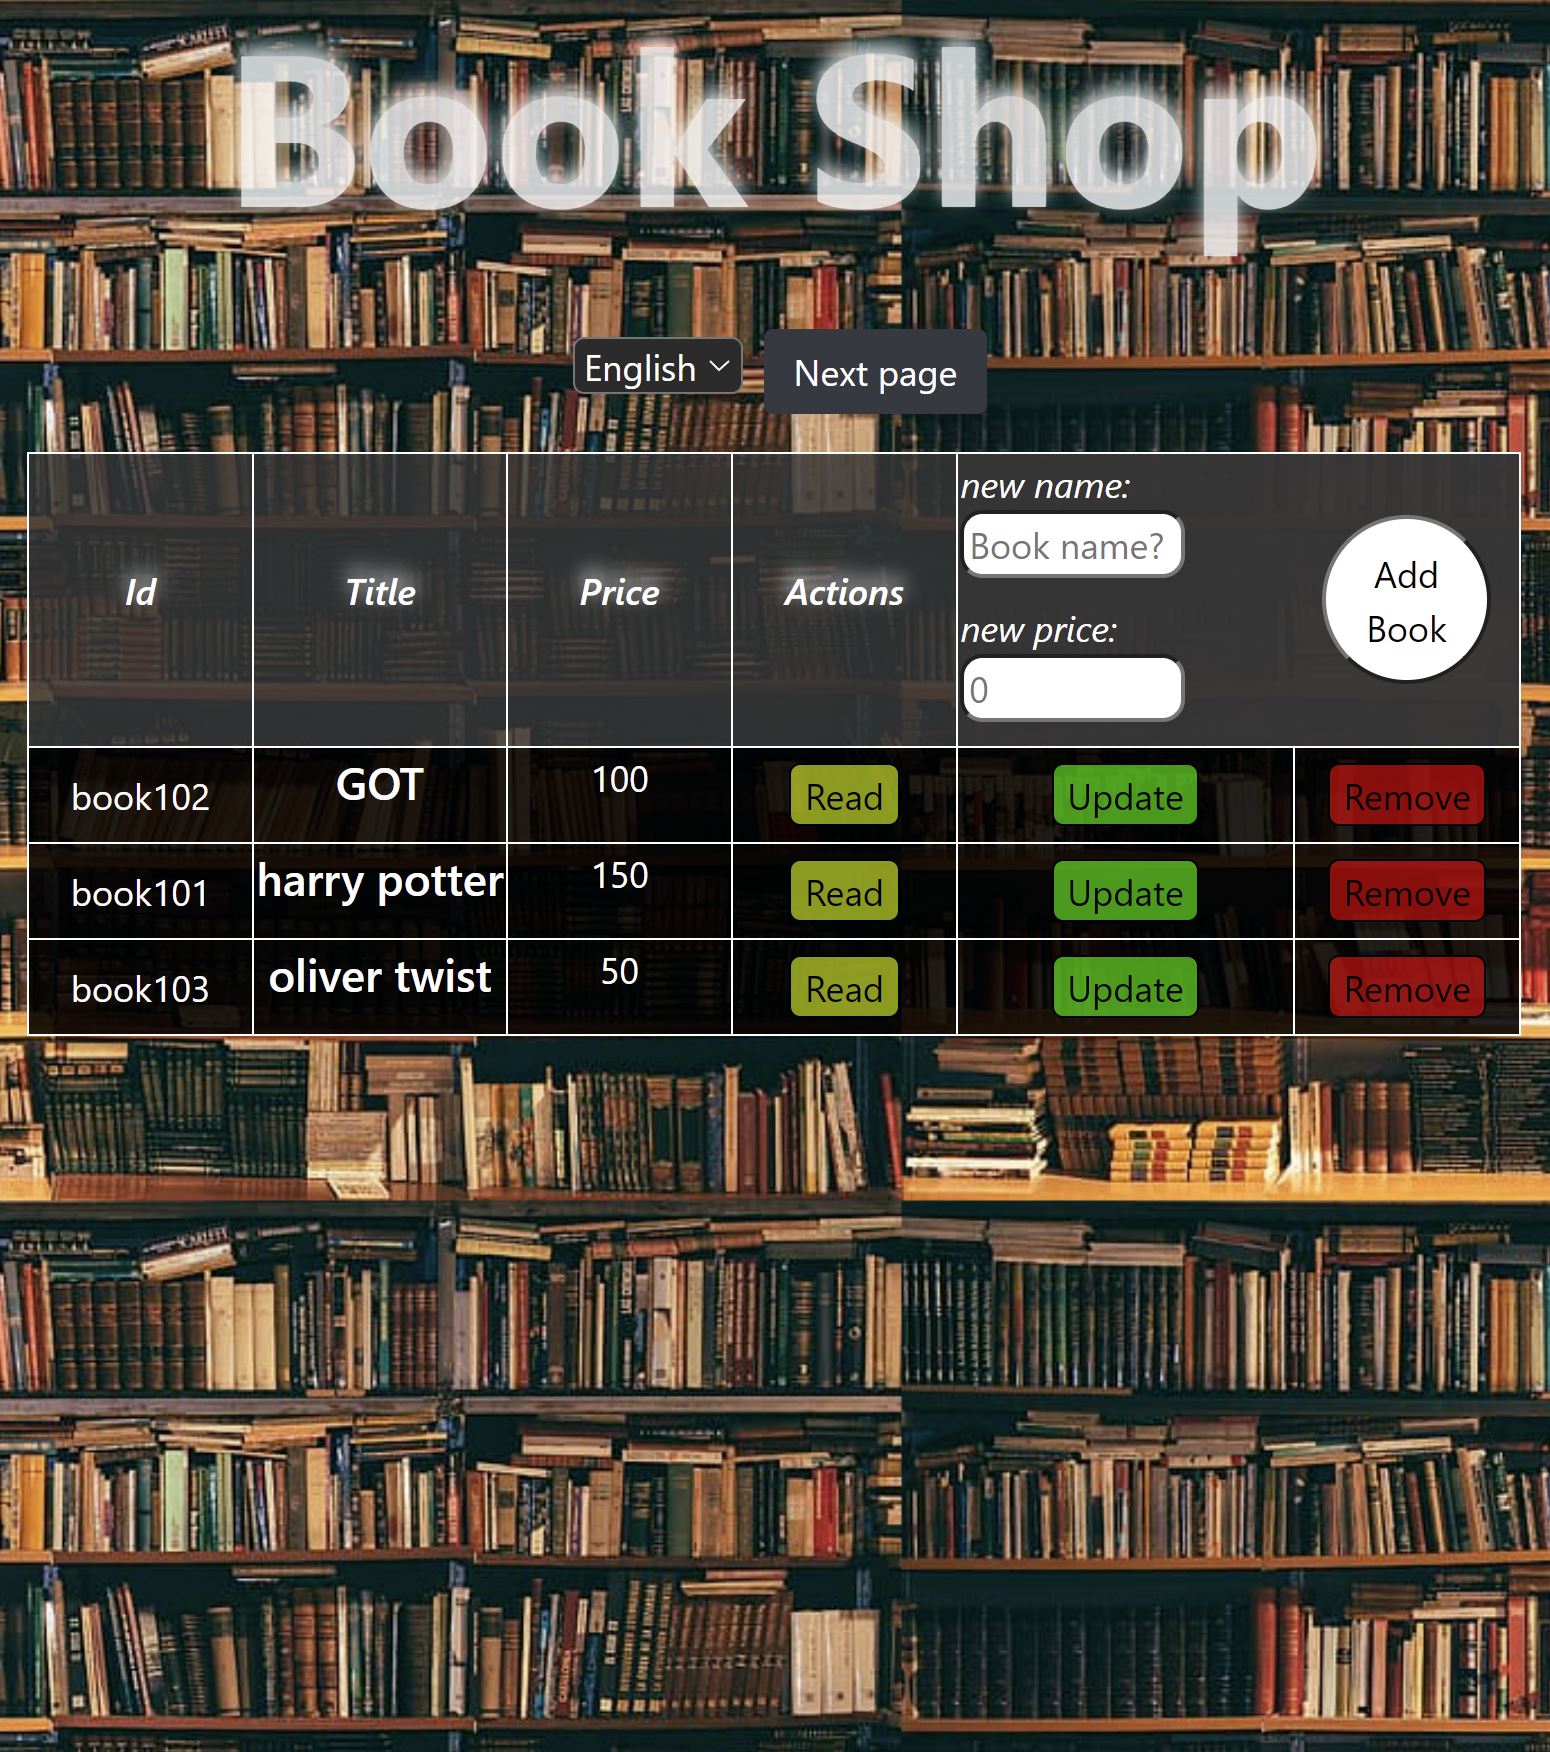 Book Shop
English
Next page
Id
Title
Price
Actions
new name:
Book name?
new price:
0
Add
Book
book102
GOT
100
Read
Update
Remove
book101
harry potter
150
Read
Update
Remove
book103
oliver twist
50
Read
Update
Remove